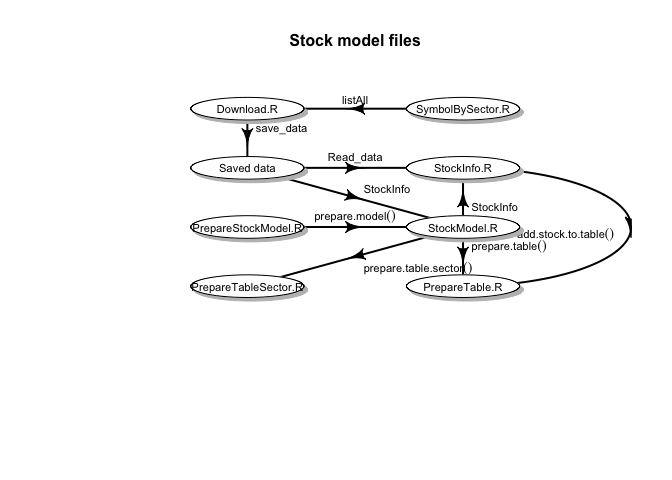 Stock model files
Download.R
listAll
SymbolBySector.R
save_data
Saved data
Read_data
StockInfo.R
StockInfo
StockInfo
PrepareStockModel.R
prepare.model()
StockModel.R
add.stock.to.table()
prepare.table()
prepare.table.sector()
PrepareTableSector.R
PrepareTable.R